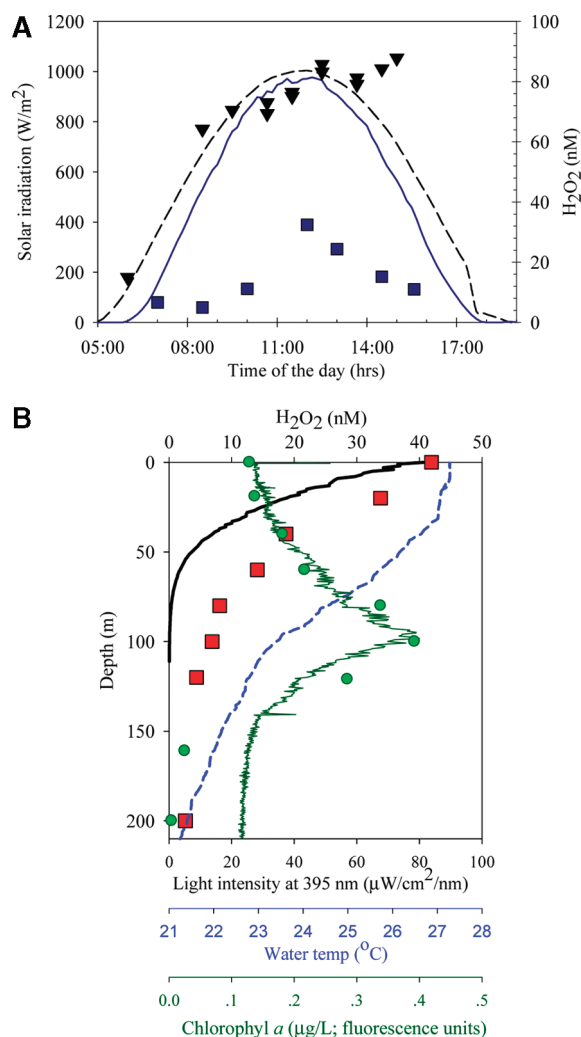 A
1200
1000
800
600
400
200
0
Solar irradiation (W/m2)
100
80
60
40
20
0
H2O2 (nM)
05:00 08:00 11:00 14:00 17:00
Time of the day (hrs)
B
H2O2 (nM)
0 10 20 30 40 50
0
50
100
150
200
Depth (m)
0 20 40 60 80 100
Light intensity at 395 nm (μW/cm2/nm)
21 22 23 24 25 26 27 28
Water temp (oC)
0.0 .1 .2 .3 .4 .5
Chlorophyl a (μg/L; fluorescence units)